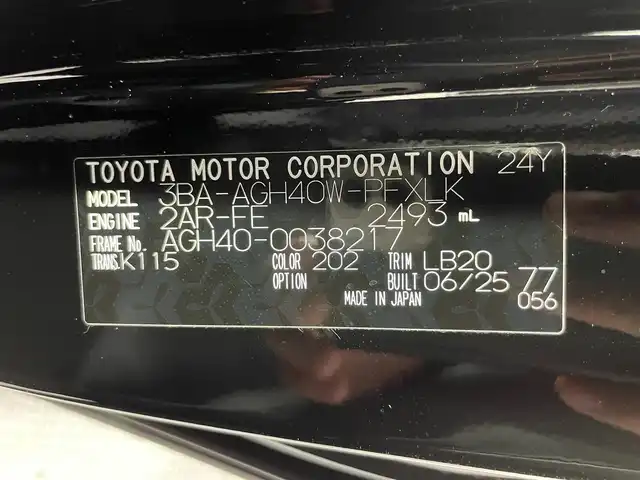 TOYOTA MOTOR CORPORATION 24Y
MODEL 3BA-AGH40W-PFXLK
ENGINE 2AR-FE 2493 mL
FRAME No. AGH40-0038217
TRANS. K115 COLOR 202 TRIM LB20
OPTION BUILT 06/25 77
MADE IN JAPAN 056